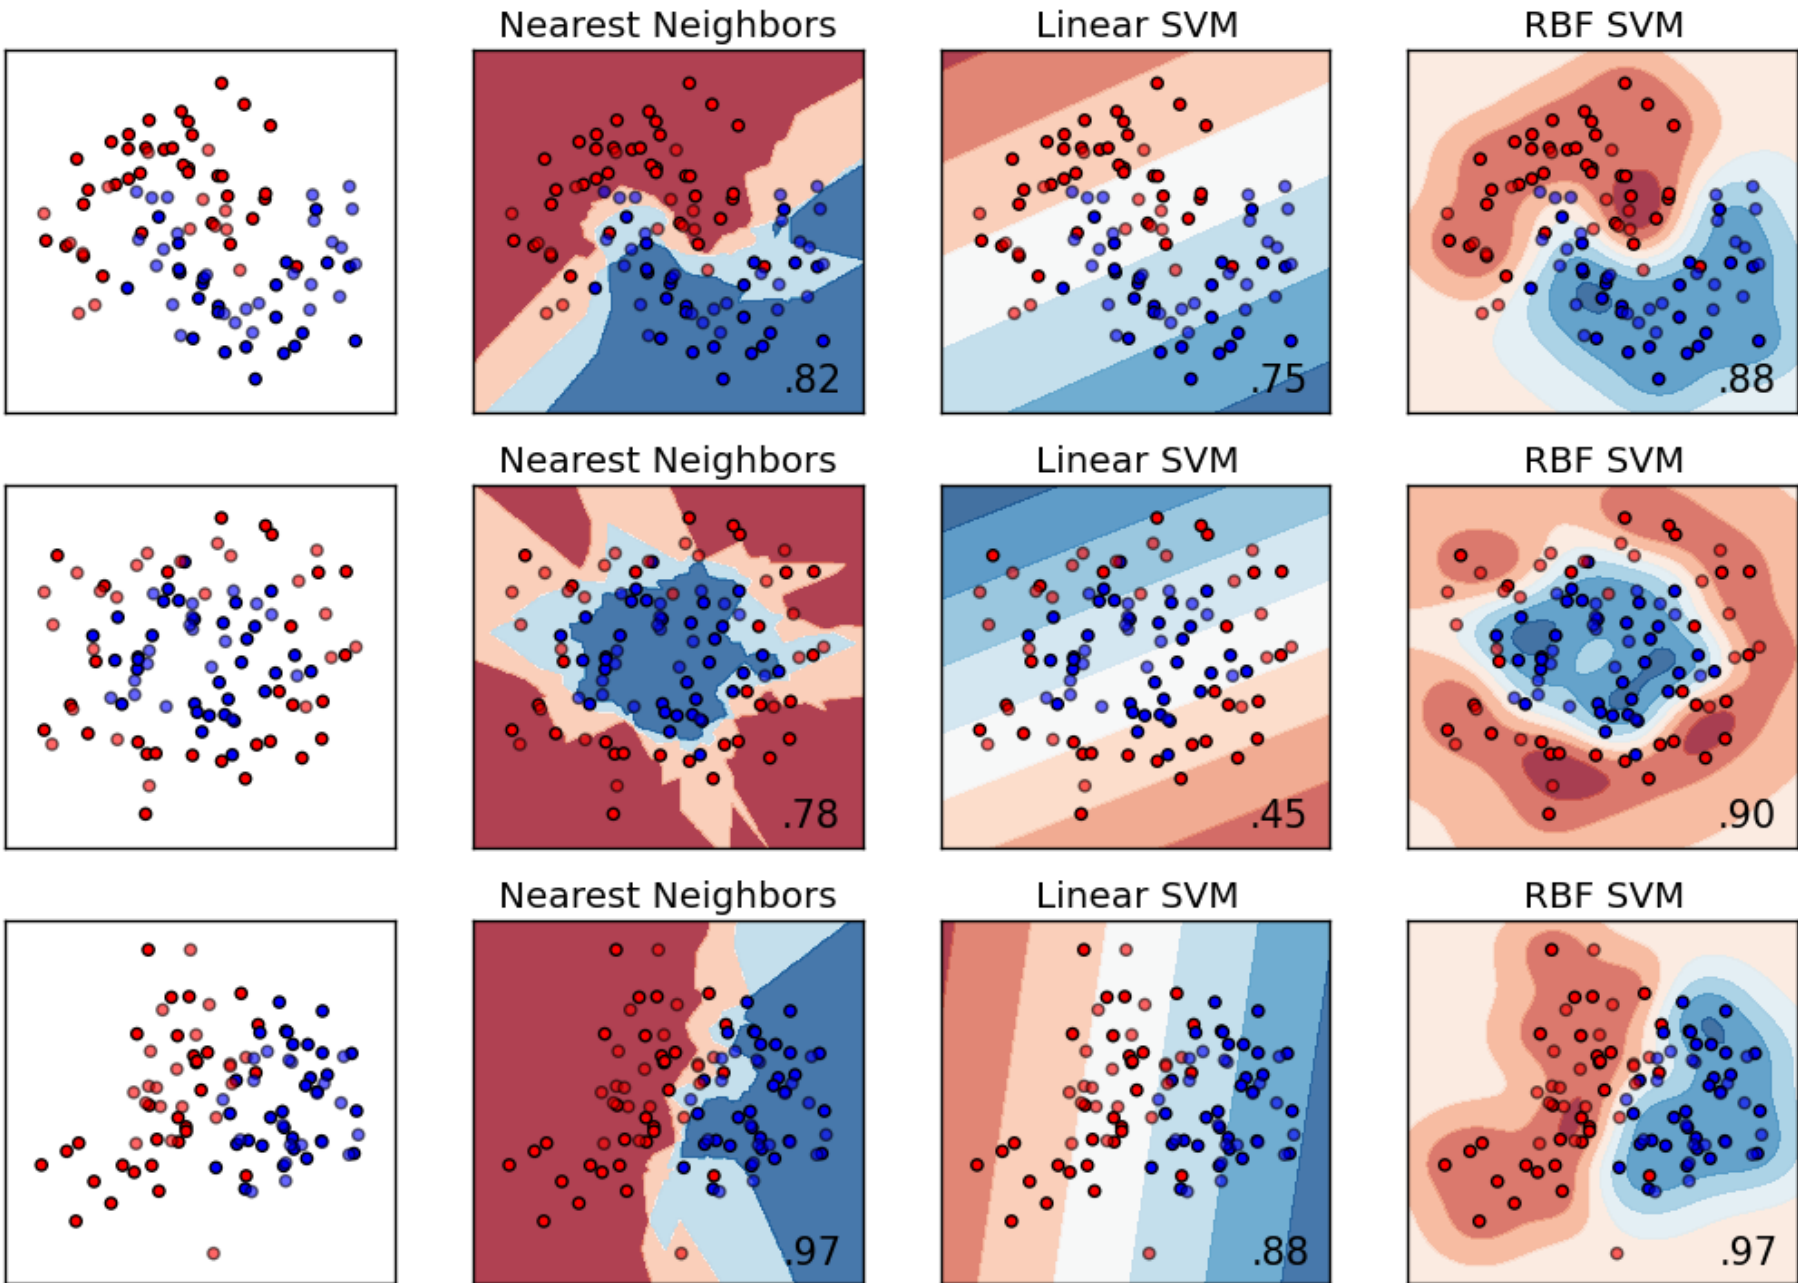 Nearest Neighbors Linear SVM RBF SVM
.82 .75 .88
Nearest Neighbors Linear SVM RBF SVM
.78 .45 .90
Nearest Neighbors Linear SVM RBF SVM
.97 .88 .97